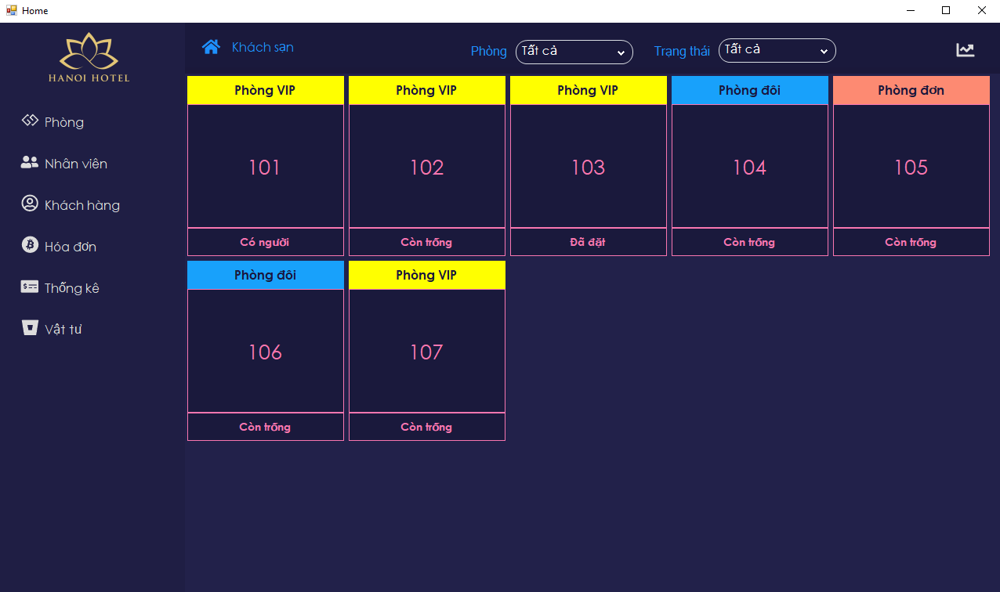 Home
HANOI HOTEL
Khách sạn
Phòng Tất cả Trạng thái Tất cả
Phòng
Nhân viên
Khách hàng
Hóa đơn
Thống kê
Vật tư
Phòng VIP Phòng VIP Phòng VIP Phòng đôi Phòng đơn
101 102 103 104 105
Có người Còn trống Đã đặt Còn trống Còn trống
Phòng đôi Phòng VIP
106 107
Còn trống Còn trống